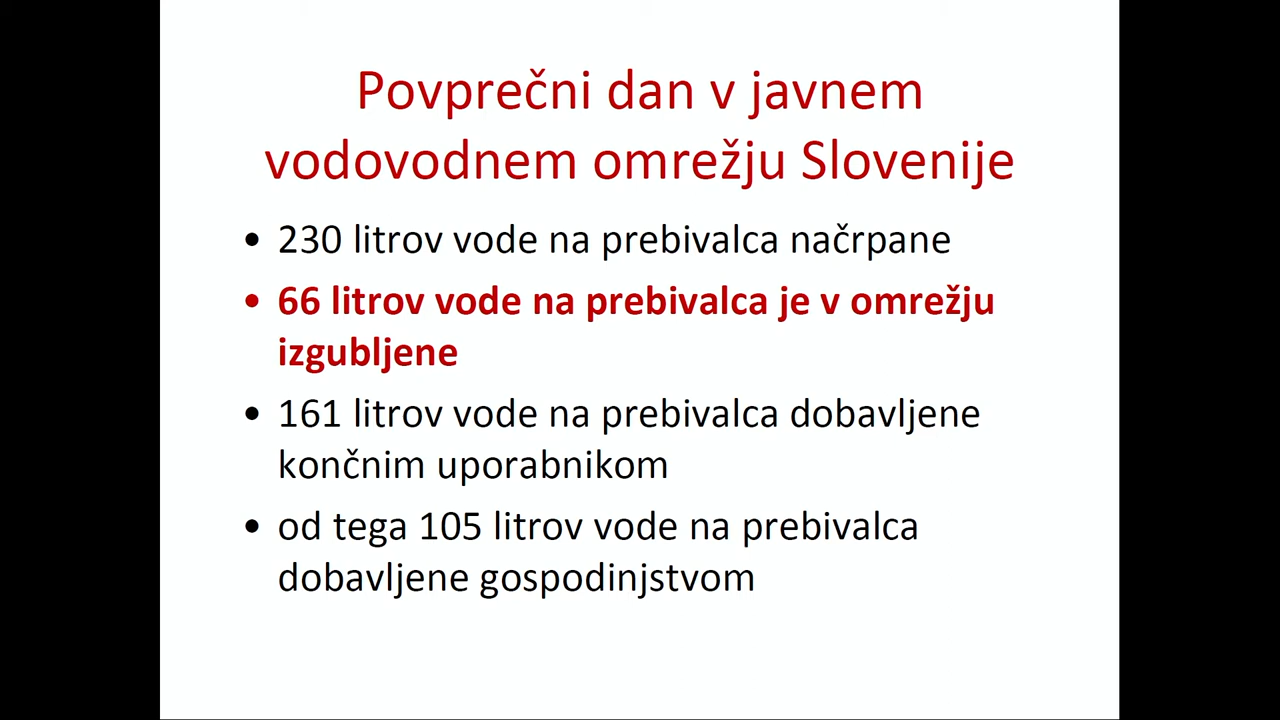 Povprečni dan v javnem
vodovodnem omrežju Slovenije
• 230 litrov vode na prebivalca načrpane
• 66 litrov vode na prebivalca je v omrežju
izgubljene
• 161 litrov vode na prebivalca dobavljene
končnim uporabnikom
• od tega 105 litrov vode na prebivalca
dobavljene gospodinjstvom